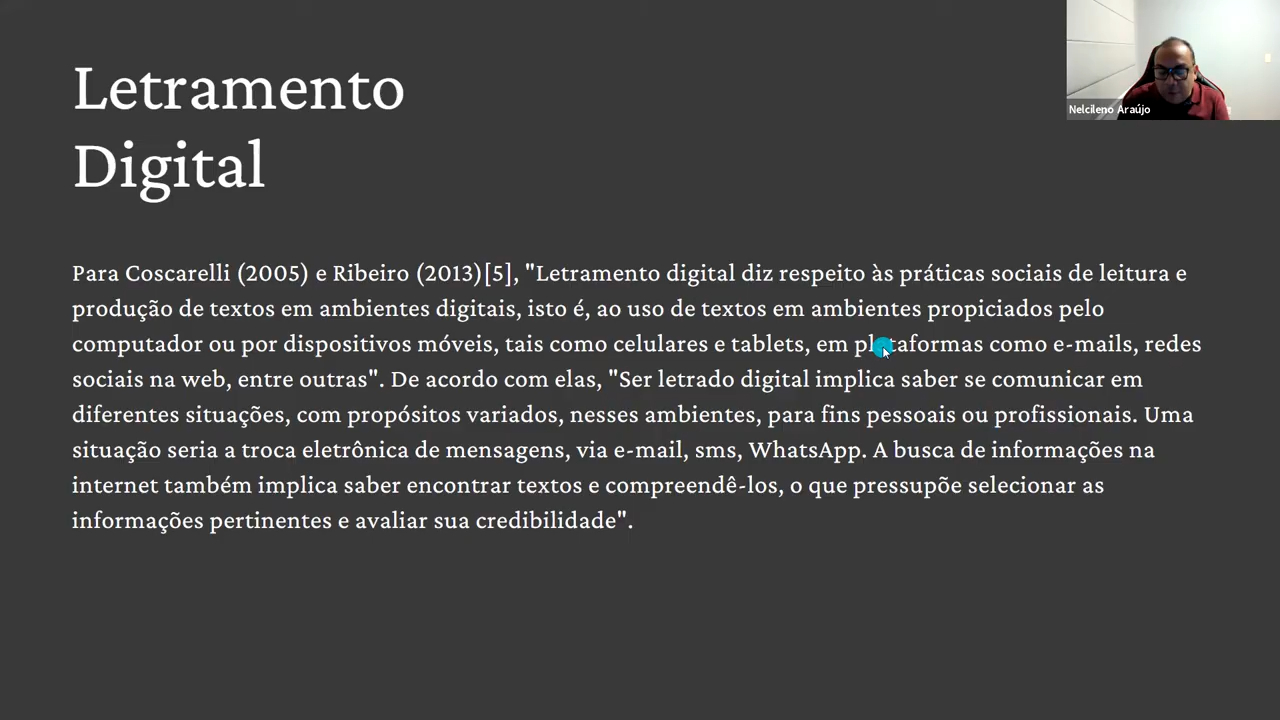 Letramento
Digital
Nelcileno Araújo
Para Coscarelli (2005) e Ribeiro (2013)[5], "Letramento digital diz respeito às práticas sociais de leitura e
produção de textos em ambientes digitais, isto é, ao uso de textos em ambientes propiciados pelo
computador ou por dispositivos móveis, tais como celulares e tablets, em plataformas como e-mails, redes
sociais na web, entre outras". De acordo com elas, "Ser letrado digital implica saber se comunicar em
diferentes situações, com propósitos variados, nesses ambientes, para fins pessoais ou profissionais. Uma
situação seria a troca eletrônica de mensagens, via e-mail, sms, WhatsApp. A busca de informações na
internet também implica saber encontrar textos e compreendê-los, o que pressupõe selecionar as
informações pertinentes e avaliar sua credibilidade".